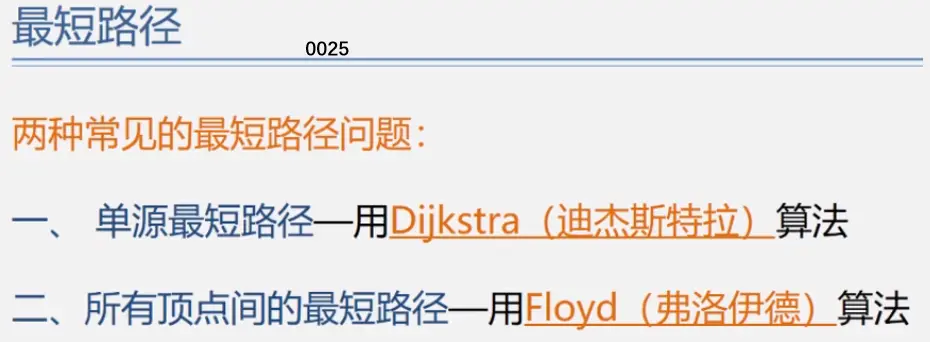 最短路径
0025
两种常见的最短路径问题：
一、 单源最短路径—用Dijkstra（迪杰斯特拉）算法
二、所有顶点间的最短路径—用Floyd（弗洛伊德）算法